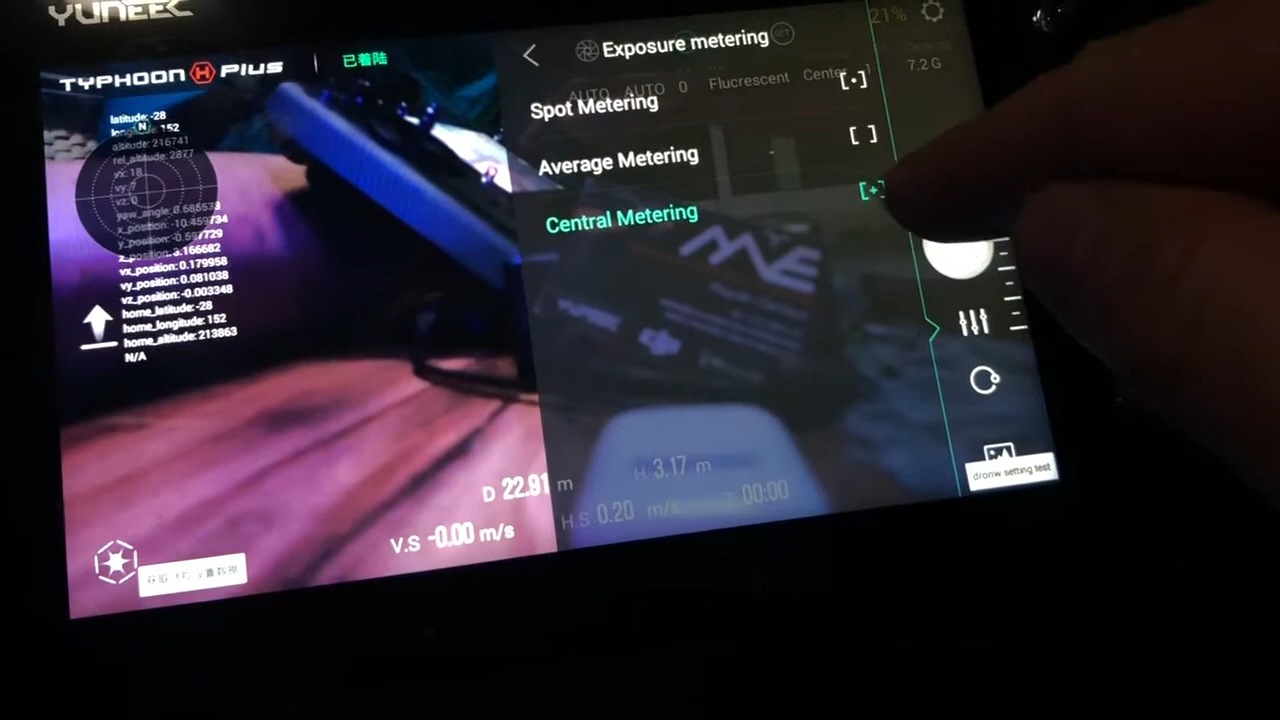 YUNEEC
TYPHOON H Plus
已着陆
Exposure metering
21%
AUTO AUTO 0 Flucrescent Center
7.2 G
Spot Metering
Average Metering
Central Metering
latitude: -28
N
152
altitude: 216741
rel_altitude: 2877
vx: 18
vy: 7
vz: 0
yaw_angle: 0.685533
x_position: -10.459734
y_position: -0.597729
z_position: 3.166682
vx_position: 0.179958
vy_position: 0.081038
vz_position: -0.003348
home_latitude: -28
home_longitude: 152
home_altitude: 213863
N/A
YUNEEC
H 3.17 m
D 22.91 m
H.S 0.20 m/s
00:00
V.S -0.00 m/s
dronw setting test